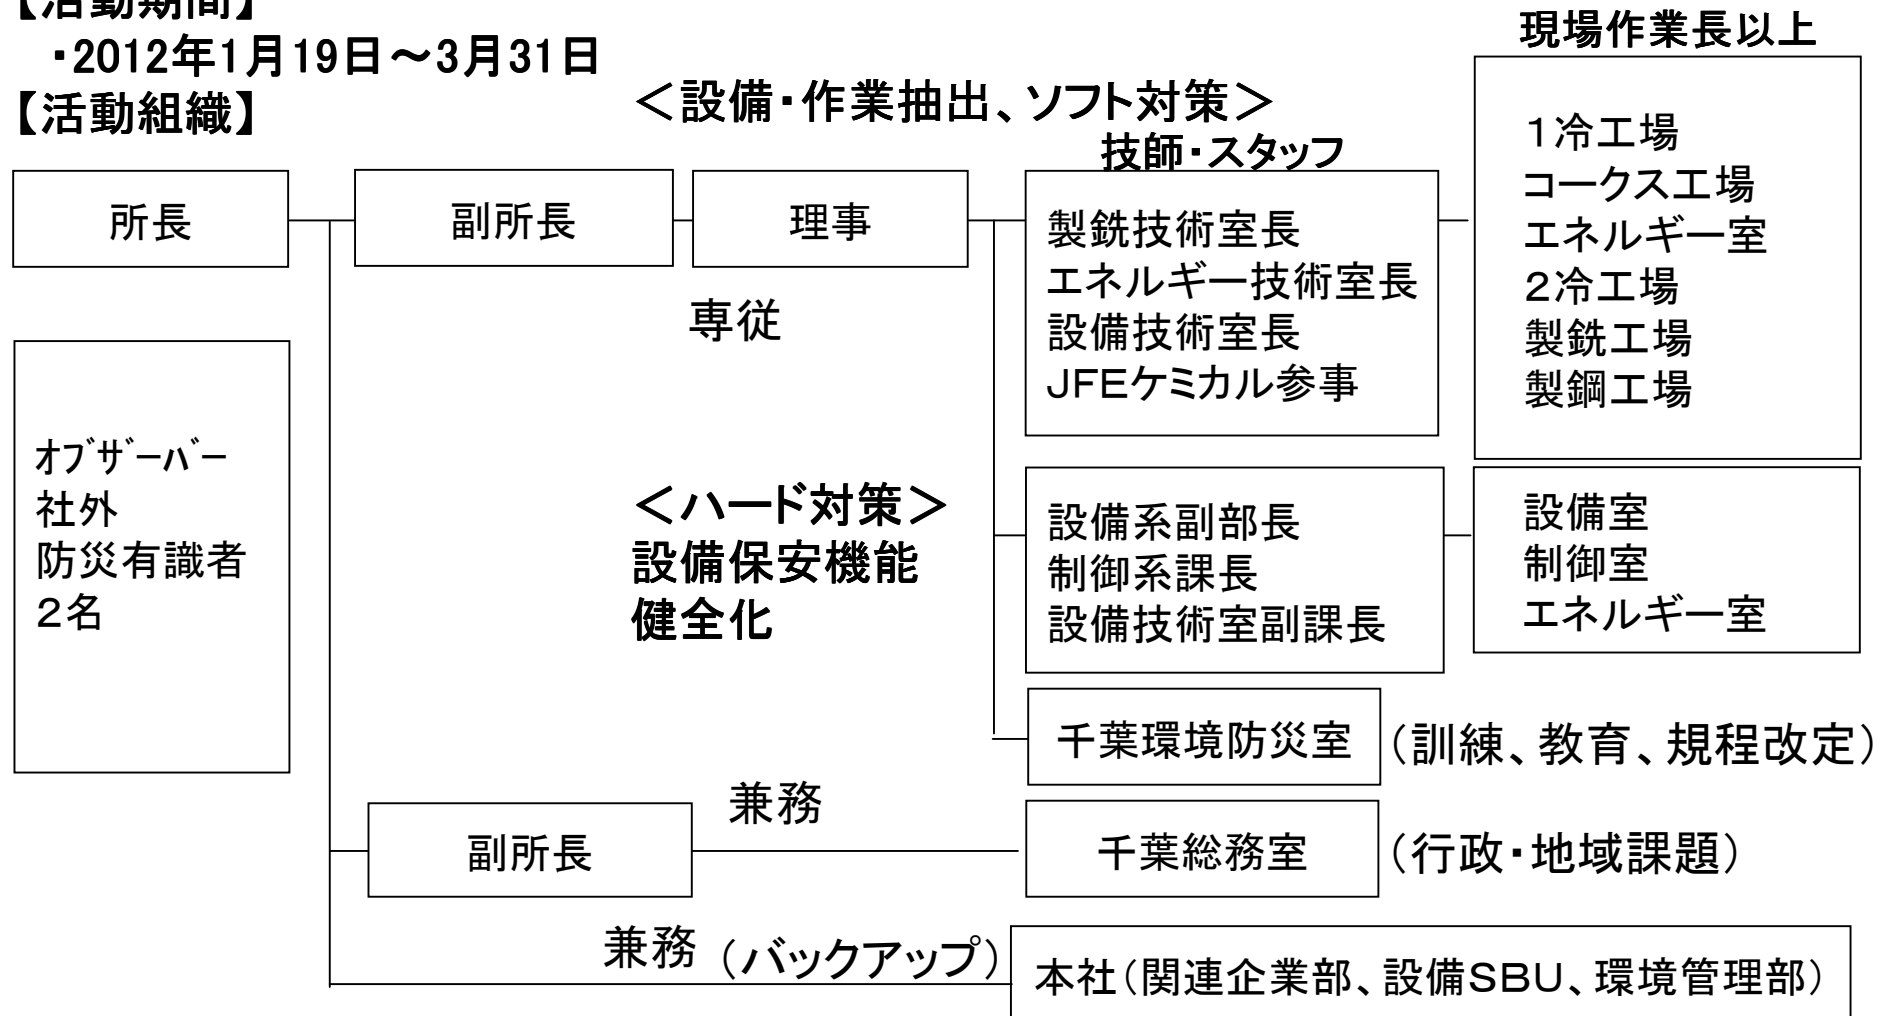 【活動期間】
・2012年1月19日～3月31日
【活動組織】
＜設備・作業抽出、ソフト対策＞
技師・スタッフ
現場作業長以上
所長
副所長
理事
専従
製銑技術室長
エネルギー技術室長
設備技術室長
JFEケミカル参事
１冷工場
コークス工場
エネルギー室
２冷工場
製銑工場
製鋼工場
ｵﾌﾞｻﾞｰﾊﾞｰ
社外
防災有識者
２名
＜ハード対策＞
設備保安機能
健全化
設備系副部長
制御系課長
設備技術室副課長
設備室
制御室
エネルギー室
千葉環境防災室
（訓練、教育、規程改定）
副所長
兼務
千葉総務室
（行政・地域課題）
兼務（バックアップ）
本社（関連企業部、設備ＳＢＵ、環境管理部）